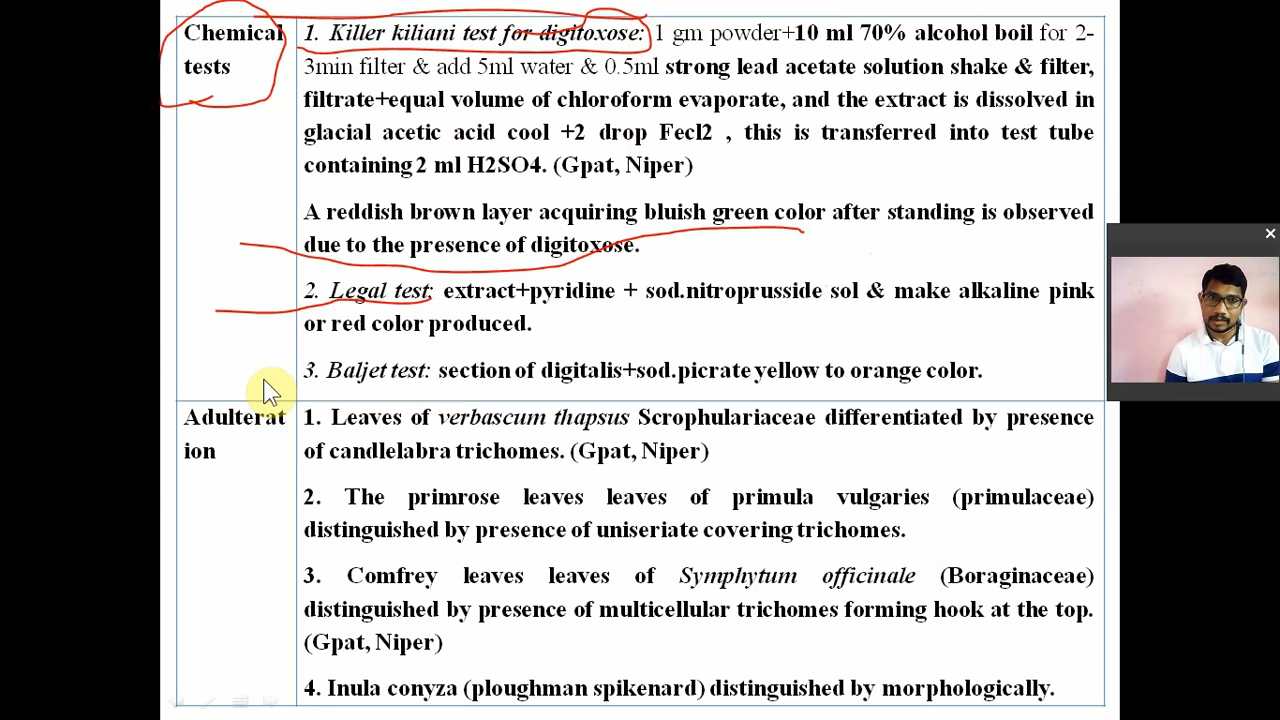 Chemical
tests
1. Killer kiliani test for digitoxose: 1 gm powder+10 ml 70% alcohol boil for 2-
3min filter & add 5ml water & 0.5ml strong lead acetate solution shake & filter,
filtrate+equal volume of chloroform evaporate, and the extract is dissolved in
glacial acetic acid cool +2 drop Fecl2 , this is transferred into test tube
containing 2 ml H2SO4. (Gpat, Niper)
A reddish brown layer acquiring bluish green color after standing is observed
due to the presence of digitoxose.
2. Legal test; extract+pyridine + sod.nitroprusside sol & make alkaline pink
or red color produced.
3. Baljet test: section of digitalis+sod.picrate yellow to orange color.
Adulterat
ion
1. Leaves of verbascum thapsus Scrophulariaceae differentiated by presence
of candlelabra trichomes. (Gpat, Niper)
2. The primrose leaves leaves of primula vulgaries (primulaceae)
distinguished by presence of uniseriate covering trichomes.
3. Comfrey leaves leaves of Symphytum officinale (Boraginaceae)
distinguished by presence of multicellular trichomes forming hook at the top.
(Gpat, Niper)
4. Inula conyza (ploughman spikenard) distinguished by morphologically.